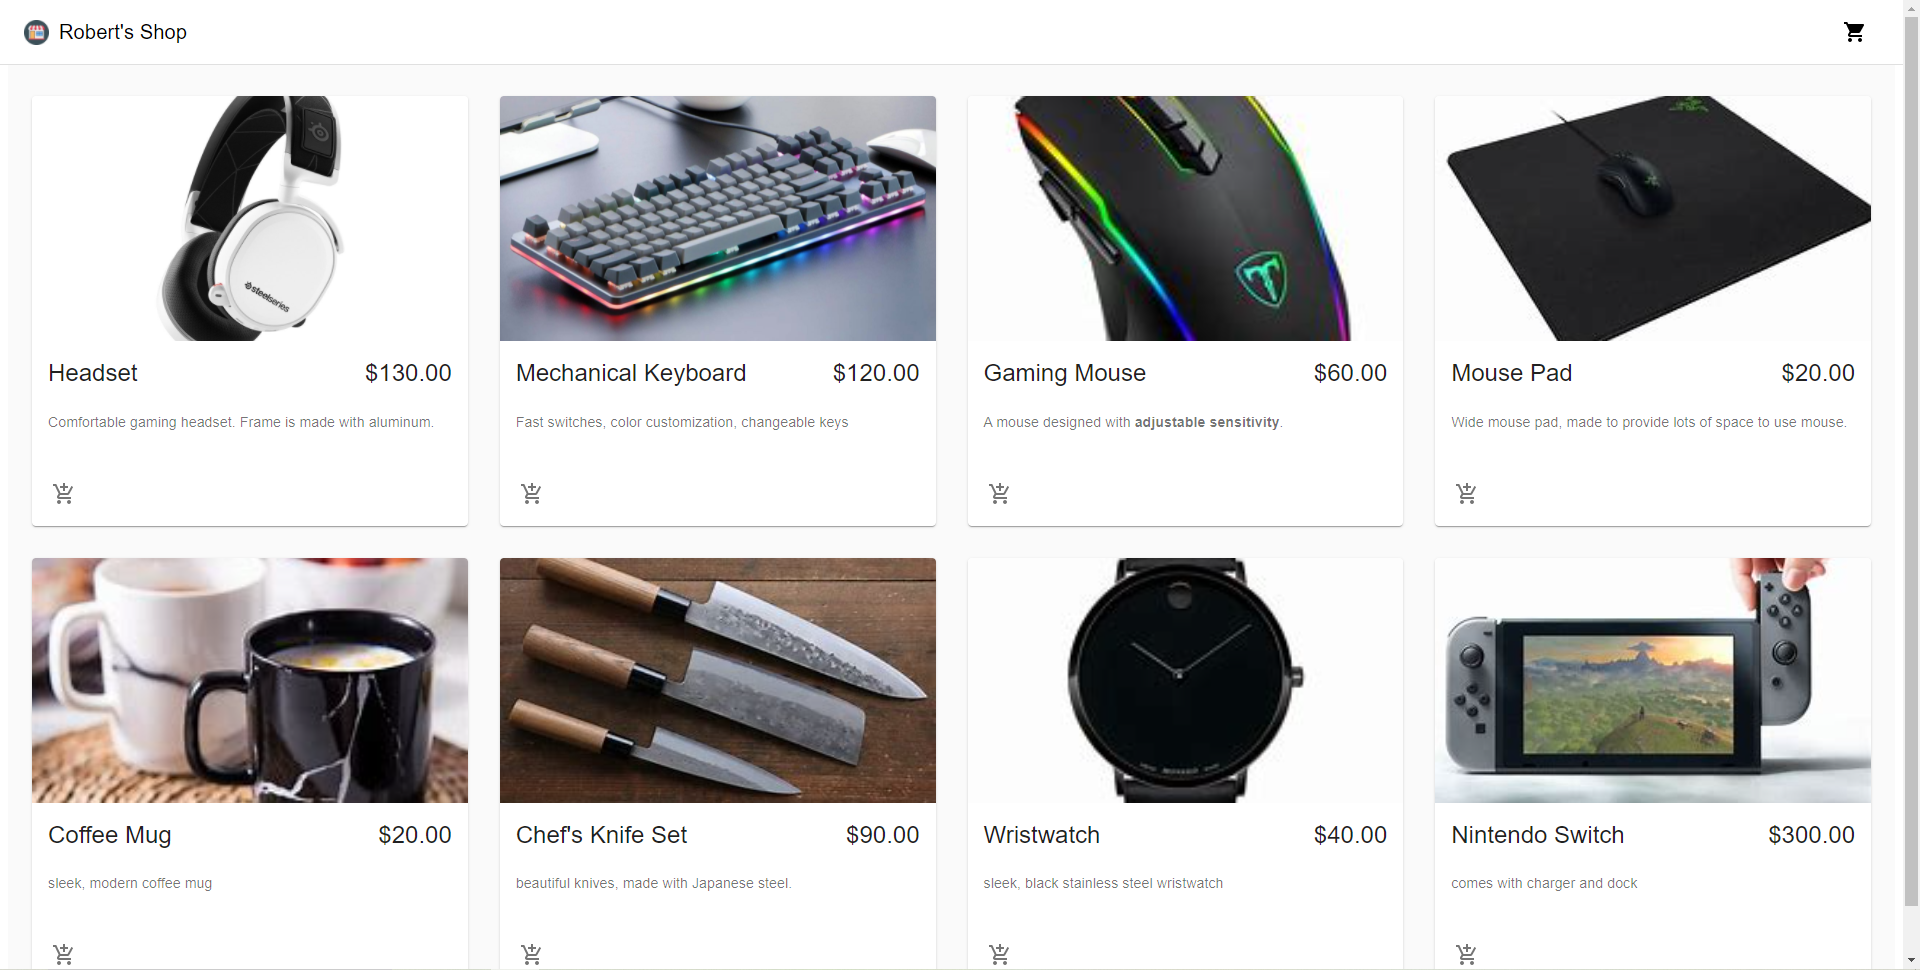 Robert's Shop
steelseries
Headset $130.00
Comfortable gaming headset. Frame is made with aluminum.
Mechanical Keyboard $120.00
Fast switches, color customization, changeable keys
Gaming Mouse $60.00
A mouse designed with adjustable sensitivity.
Mouse Pad $20.00
Wide mouse pad, made to provide lots of space to use mouse.
Coffee Mug $20.00
sleek, modern coffee mug
Chef's Knife Set $90.00
beautiful knives, made with Japanese steel.
Wristwatch $40.00
sleek, black stainless steel wristwatch
Nintendo Switch $300.00
comes with charger and dock